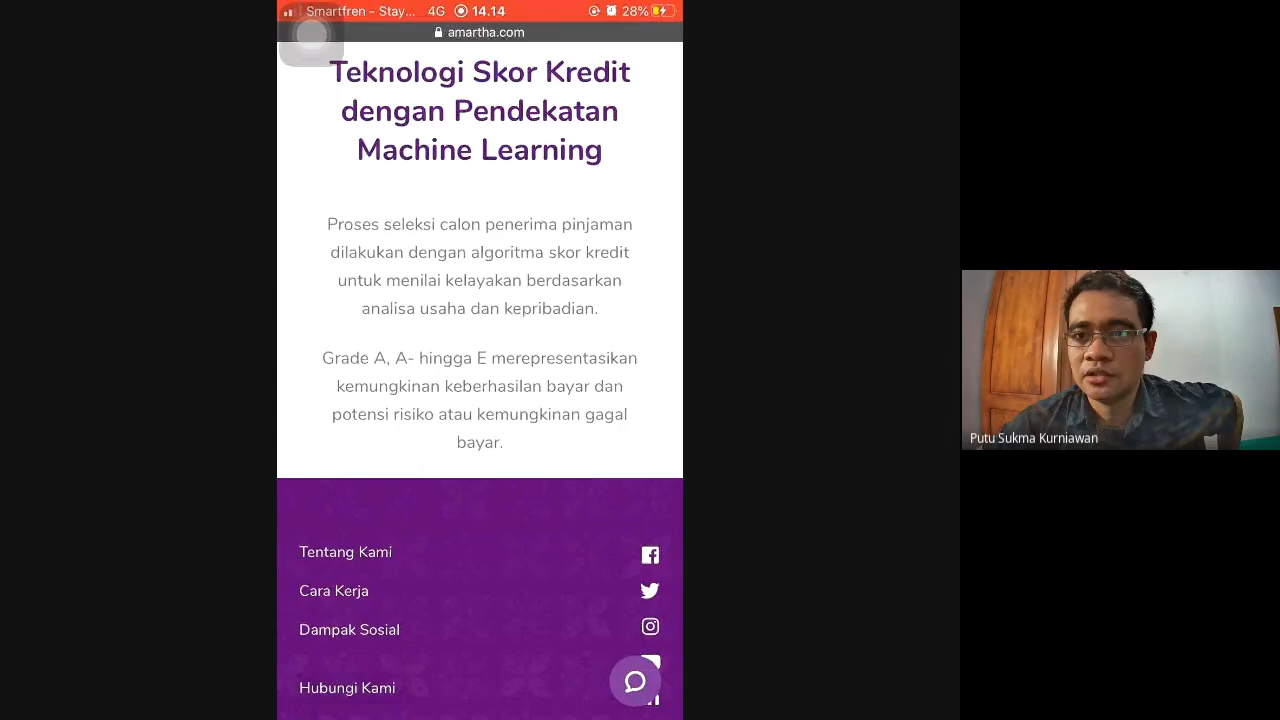 Smartfren - Stay... 4G 14.14 28%
amartha.com
Teknologi Skor Kredit
dengan Pendekatan
Machine Learning
Proses seleksi calon penerima pinjaman
dilakukan dengan algoritma skor kredit
untuk menilai kelayakan berdasarkan
analisa usaha dan kepribadian.
Grade A, A- hingga E merepresentasikan
kemungkinan keberhasilan bayar dan
potensi risiko atau kemungkinan gagal
bayar.
Tentang Kami
Cara Kerja
Dampak Sosial
Hubungi Kami
Putu Sukma Kurniawan